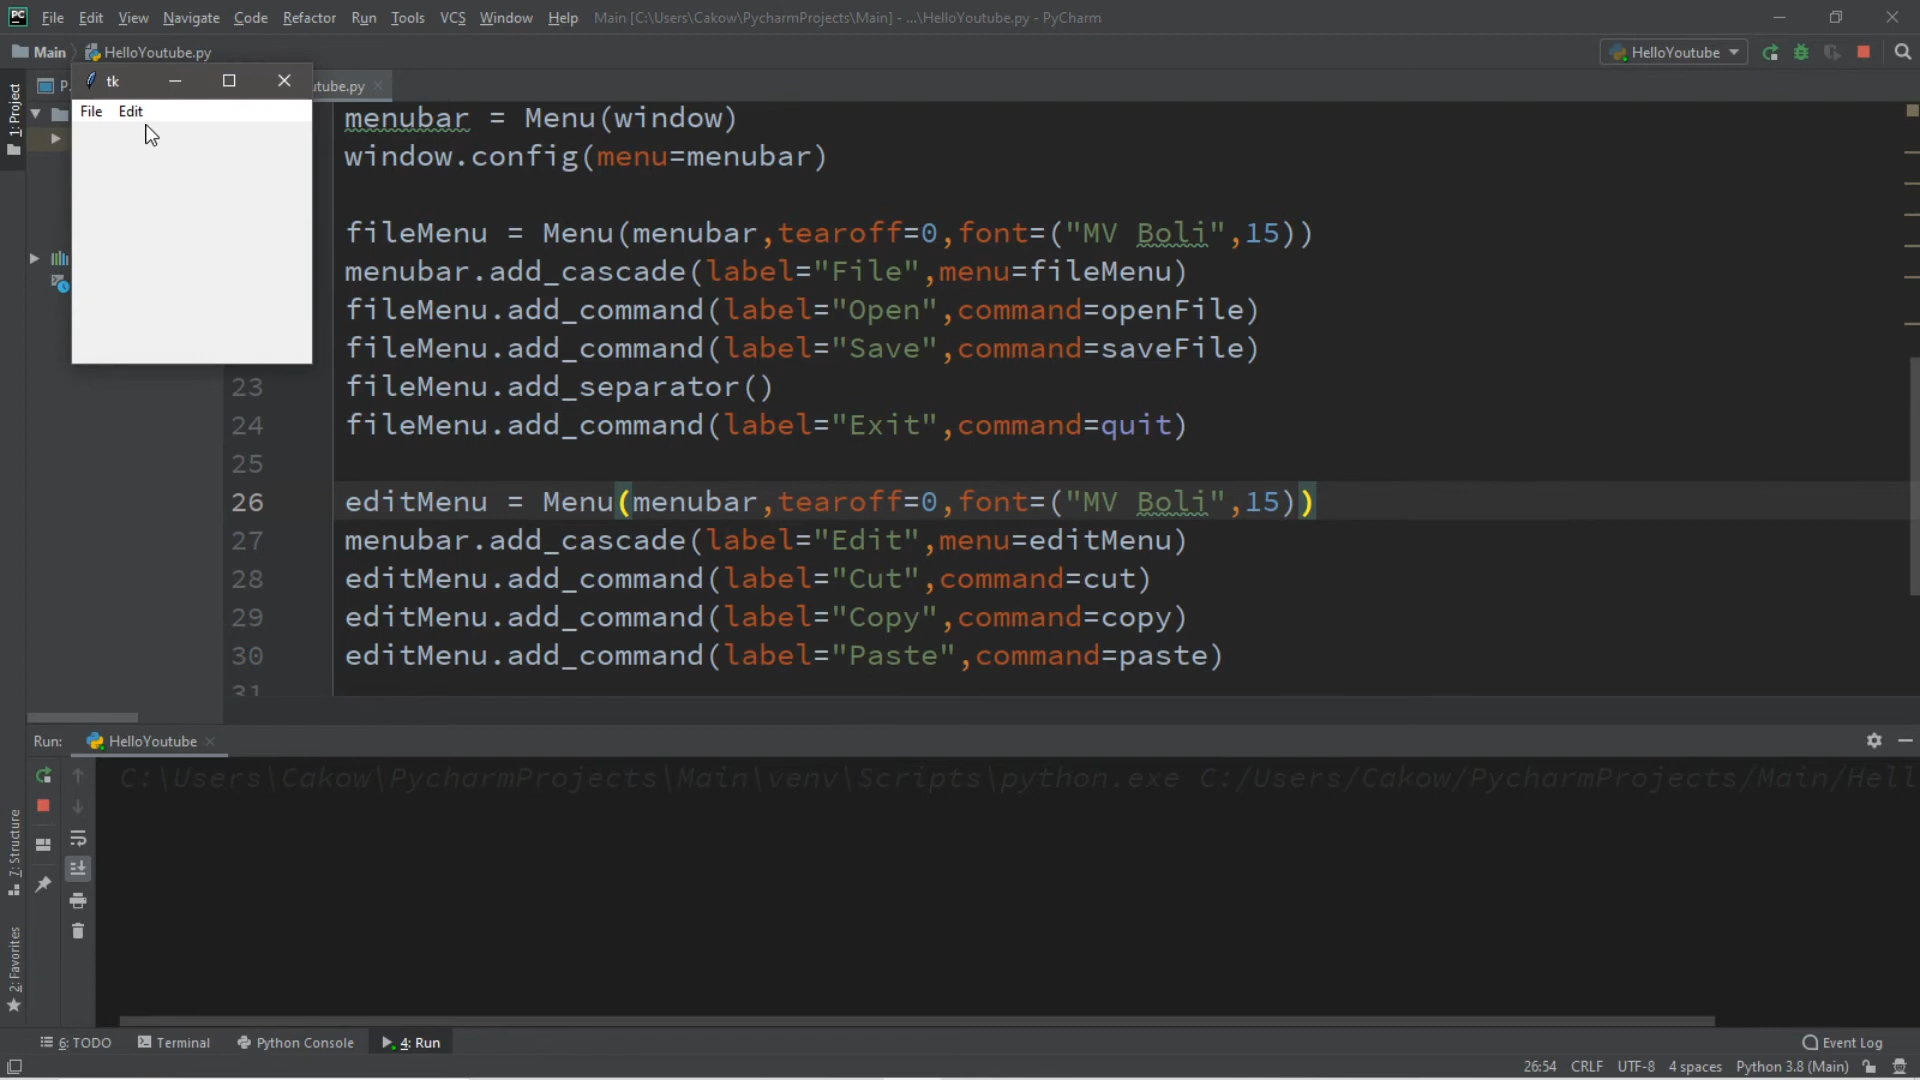 PC File Edit View Navigate Code Refactor Run Tools VCS Window Help Main [C:\Users\Cakow\PycharmProjects\Main] - ...\HelloYoutube.py - PyCharm
Main HelloYoutube.py HelloYoutube
1: Project
P. utube.py
tk
File Edit
menubar = Menu(window)
window.config(menu=menubar)
fileMenu = Menu(menubar,tearoff=0,font=("MV Boli",15))
menubar.add_cascade(label="File",menu=fileMenu)
fileMenu.add_command(label="Open",command=openFile)
fileMenu.add_command(label="Save",command=saveFile)
23 fileMenu.add_separator()
24 fileMenu.add_command(label="Exit",command=quit)
25
26 editMenu = Menu(menubar,tearoff=0,font=("MV Boli",15))
27 menubar.add_cascade(label="Edit",menu=editMenu)
28 editMenu.add_command(label="Cut",command=cut)
29 editMenu.add_command(label="Copy",command=copy)
30 editMenu.add_command(label="Paste",command=paste)
31
Run: HelloYoutube
C:\Users\Cakow\PycharmProjects\Main\venv\Scripts\python.exe C:/Users/Cakow/PycharmProjects/Main/Hell
7: Structure
2: Favorites
6: TODO Terminal Python Console 4: Run Event Log
26:54 CRLF UTF-8 4 spaces Python 3.8 (Main)